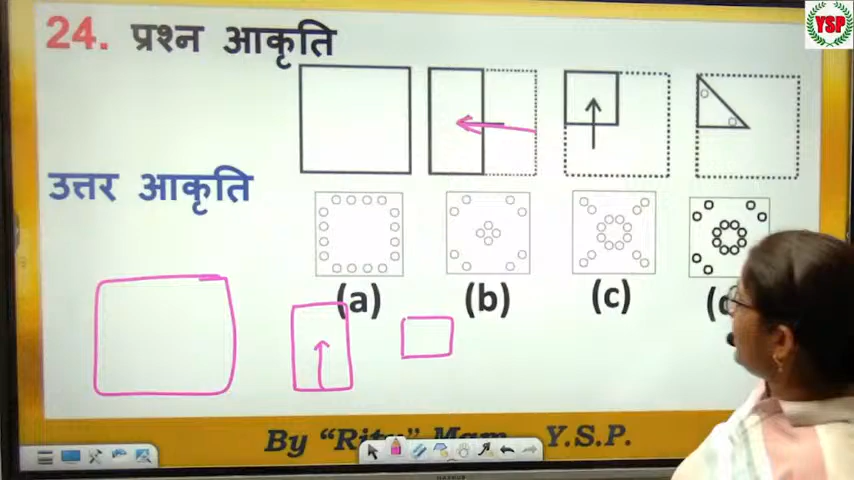 YSP
24. प्रश्न आकृति
उत्तर आकृति
(a) (b) (c)
By “Ritu” Mam Y.S.P.